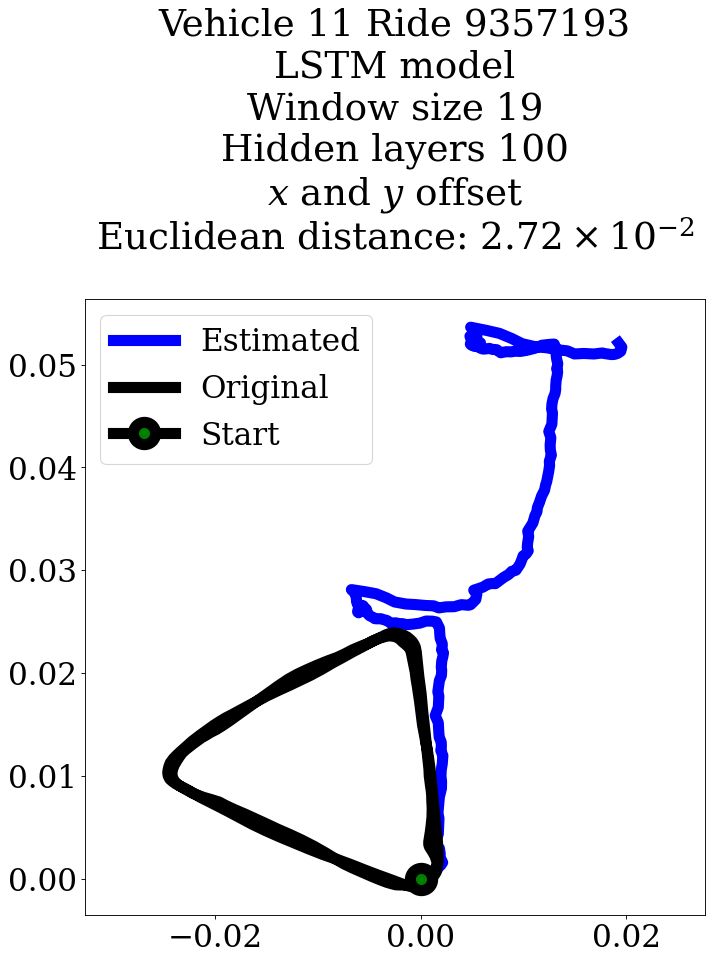 Vehicle 11 Ride 9357193
LSTM model
Window size 19
Hidden layers 100
x and y offset
Euclidean distance: 2.72 × 10⁻²
Estimated
Original
Start
0.05
0.04
0.03
0.02
0.01
0.00
−0.02 0.00 0.02